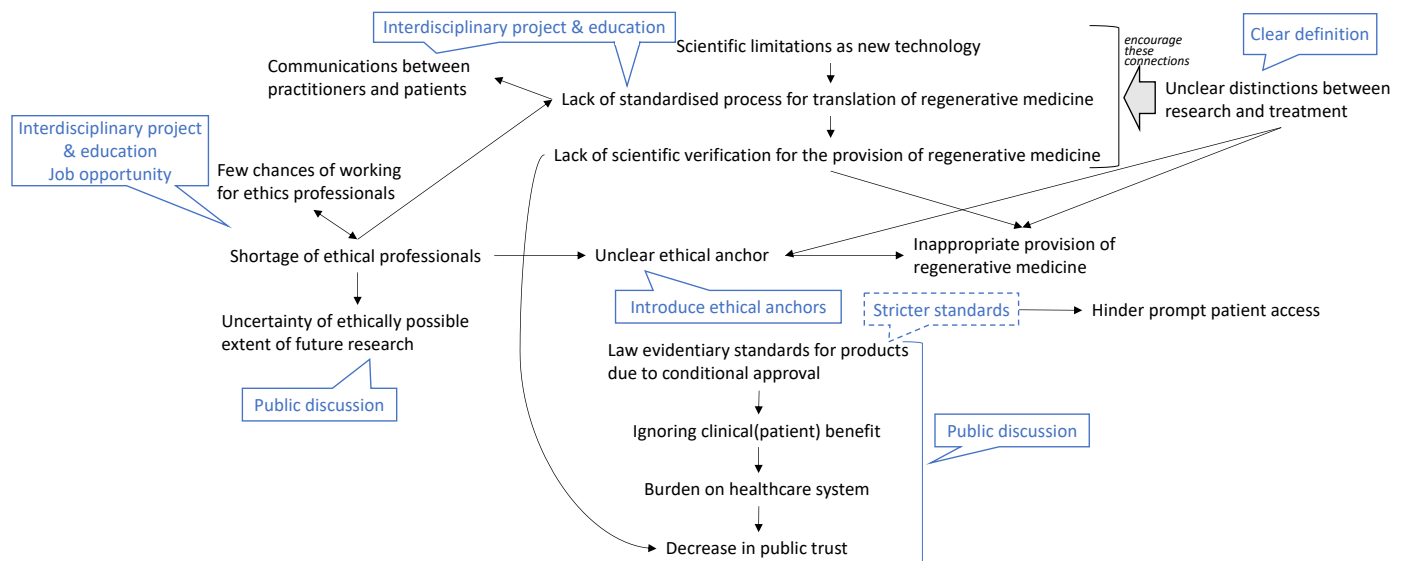 Interdisciplinary project & education
Scientific limitations as new technology
encourage
these
connections
Clear definition
Communications between
practitioners and patients
Lack of standardised process for translation of regenerative medicine
Unclear distinctions between
research and treatment
Interdisciplinary project
& education
Job opportunity
Lack of scientific verification for the provision of regenerative medicine
Few chances of working
for ethics professionals
Shortage of ethical professionals
Unclear ethical anchor
Inappropriate provision of
regenerative medicine
Introduce ethical anchors
Stricter standards
Hinder prompt patient access
Uncertainty of ethically possible
extent of future research
Law evidentiary standards for products
due to conditional approval
Public discussion
Ignoring clinical(patient) benefit
Public discussion
Burden on healthcare system
Decrease in public trust